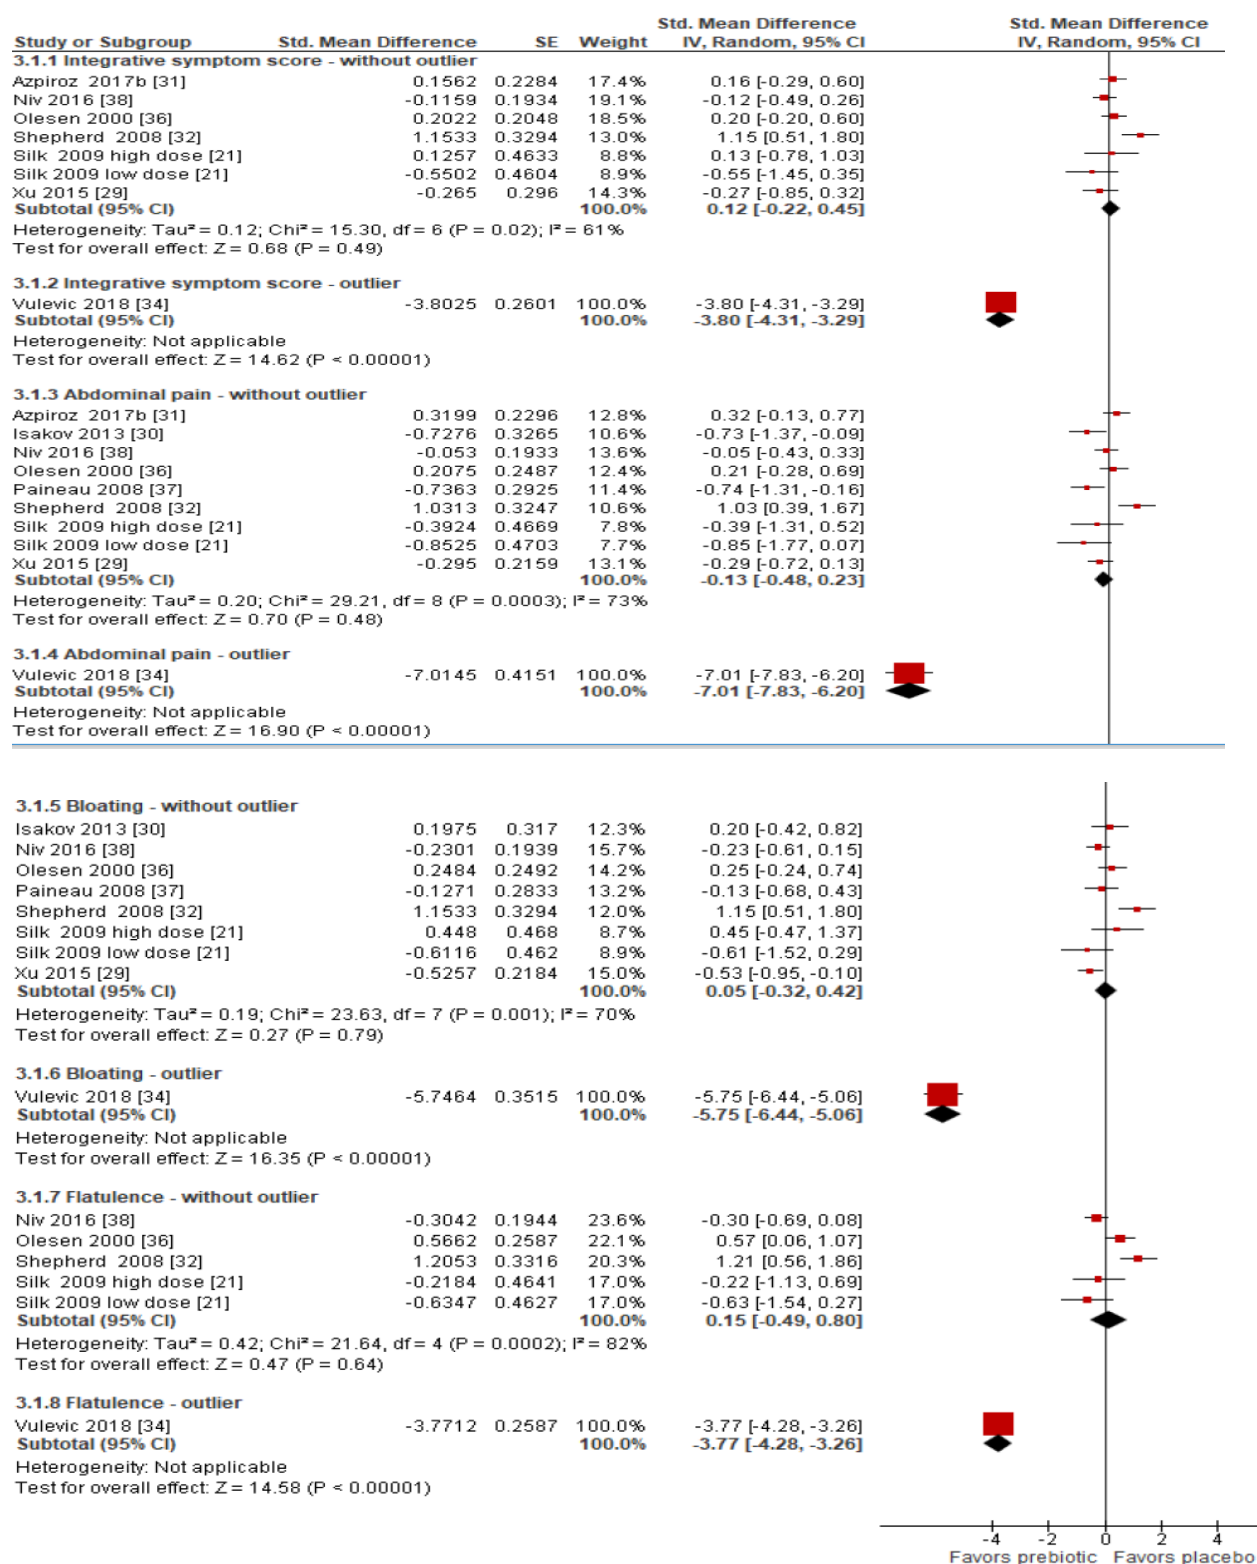 Std. Mean Difference Std. Mean Difference
Study or Subgroup Std. Mean Difference SE Weight IV, Random, 95% CI IV, Random, 95% CI
3.1.1 Integrative symptom score - without outlier
Azpiroz 2017b [31] 0.1562 0.2284 17.4% 0.16 [-0.29, 0.60]
Niv 2016 [38] -0.1159 0.1934 19.1% -0.12 [-0.49, 0.26]
Olesen 2000 [36] 0.2022 0.2048 18.5% 0.20 [-0.20, 0.60]
Shepherd 2008 [32] 1.1533 0.3294 13.0% 1.15 [0.51, 1.80]
Silk 2009 high dose [21] 0.1257 0.4633 8.8% 0.13 [-0.78, 1.03]
Silk 2009 low dose [21] -0.5502 0.4604 8.9% -0.55 [-1.45, 0.35]
Xu 2015 [29] -0.265 0.296 14.3% -0.27 [-0.85, 0.32]
Subtotal (95% CI) 100.0% 0.12 [-0.22, 0.45]
Heterogeneity: Tau² = 0.12; Chi² = 15.30, df = 6 (P = 0.02); I² = 61%
Test for overall effect: Z = 0.68 (P = 0.49)
3.1.2 Integrative symptom score - outlier
Vulevic 2018 [34] -3.8025 0.2601 100.0% -3.80 [-4.31, -3.29]
Subtotal (95% CI) 100.0% -3.80 [-4.31, -3.29]
Heterogeneity: Not applicable
Test for overall effect: Z = 14.62 (P < 0.00001)
3.1.3 Abdominal pain - without outlier
Azpiroz 2017b [31] 0.3199 0.2296 12.8% 0.32 [-0.13, 0.77]
Isakov 2013 [30] -0.7276 0.3265 10.6% -0.73 [-1.37, -0.09]
Niv 2016 [38] -0.053 0.1933 13.6% -0.05 [-0.43, 0.33]
Olesen 2000 [36] 0.2075 0.2487 12.4% 0.21 [-0.28, 0.69]
Paineau 2008 [37] -0.7363 0.2925 11.4% -0.74 [-1.31, -0.16]
Shepherd 2008 [32] 1.0313 0.3247 10.6% 1.03 [0.39, 1.67]
Silk 2009 high dose [21] -0.3924 0.4669 7.8% -0.39 [-1.31, 0.52]
Silk 2009 low dose [21] -0.8525 0.4703 7.7% -0.85 [-1.77, 0.07]
Xu 2015 [29] -0.295 0.2159 13.1% -0.29 [-0.72, 0.13]
Subtotal (95% CI) 100.0% -0.13 [-0.48, 0.23]
Heterogeneity: Tau² = 0.20; Chi² = 29.21, df = 8 (P = 0.0003); I² = 73%
Test for overall effect: Z = 0.70 (P = 0.48)
3.1.4 Abdominal pain - outlier
Vulevic 2018 [34] -7.0145 0.4151 100.0% -7.01 [-7.83, -6.20]
Subtotal (95% CI) 100.0% -7.01 [-7.83, -6.20]
Heterogeneity: Not applicable
Test for overall effect: Z = 16.90 (P < 0.00001)
3.1.5 Bloating - without outlier
Isakov 2013 [30] 0.1975 0.317 12.3% 0.20 [-0.42, 0.82]
Niv 2016 [38] -0.2301 0.1939 15.7% -0.23 [-0.61, 0.15]
Olesen 2000 [36] 0.2484 0.2492 14.2% 0.25 [-0.24, 0.74]
Paineau 2008 [37] -0.1271 0.2833 13.2% -0.13 [-0.68, 0.43]
Shepherd 2008 [32] 1.1533 0.3294 12.0% 1.15 [0.51, 1.80]
Silk 2009 high dose [21] 0.448 0.468 8.7% 0.45 [-0.47, 1.37]
Silk 2009 low dose [21] -0.6116 0.462 8.9% -0.61 [-1.52, 0.29]
Xu 2015 [29] -0.5257 0.2184 15.0% -0.53 [-0.95, -0.10]
Subtotal (95% CI) 100.0% 0.05 [-0.32, 0.42]
Heterogeneity: Tau² = 0.19; Chi² = 23.63, df = 7 (P = 0.001); I² = 70%
Test for overall effect: Z = 0.27 (P = 0.79)
3.1.6 Bloating - outlier
Vulevic 2018 [34] -5.7464 0.3515 100.0% -5.75 [-6.44, -5.06]
Subtotal (95% CI) 100.0% -5.75 [-6.44, -5.06]
Heterogeneity: Not applicable
Test for overall effect: Z = 16.35 (P < 0.00001)
3.1.7 Flatulence - without outlier
Niv 2016 [38] -0.3042 0.1944 23.6% -0.30 [-0.69, 0.08]
Olesen 2000 [36] 0.5662 0.2587 22.1% 0.57 [0.06, 1.07]
Shepherd 2008 [32] 1.2053 0.3316 20.3% 1.21 [0.56, 1.86]
Silk 2009 high dose [21] -0.2184 0.4641 17.0% -0.22 [-1.13, 0.69]
Silk 2009 low dose [21] -0.6347 0.4627 17.0% -0.63 [-1.54, 0.27]
Subtotal (95% CI) 100.0% 0.15 [-0.49, 0.80]
Heterogeneity: Tau² = 0.42; Chi² = 21.64, df = 4 (P = 0.0002); I² = 82%
Test for overall effect: Z = 0.47 (P = 0.64)
3.1.8 Flatulence - outlier
Vulevic 2018 [34] -3.7712 0.2587 100.0% -3.77 [-4.28, -3.26]
Subtotal (95% CI) 100.0% -3.77 [-4.28, -3.26]
Heterogeneity: Not applicable
Test for overall effect: Z = 14.58 (P < 0.00001)
-4 -2 0 2 4
Favors prebiotic Favors placebo